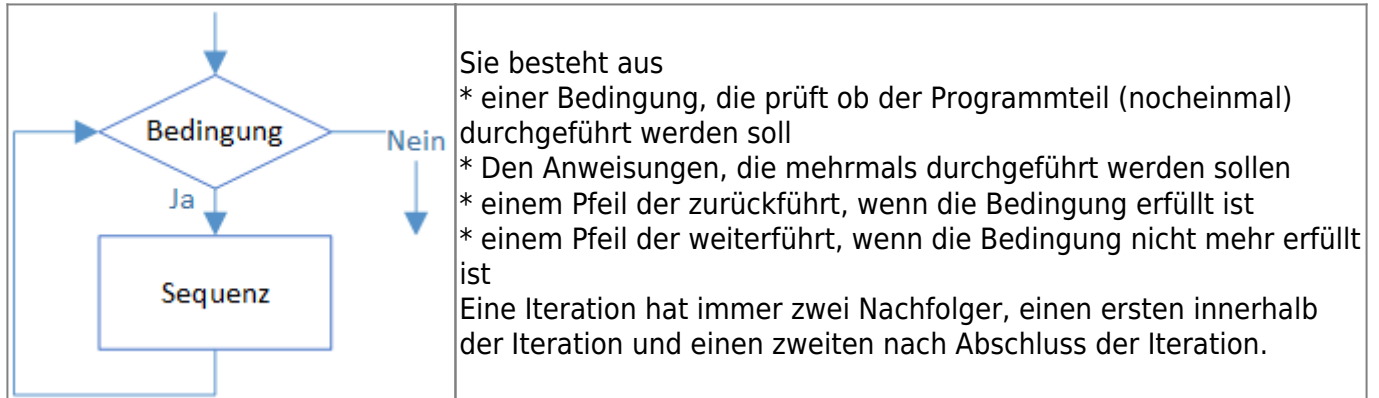 Bedingung
Nein
Ja
Sequenz
Sie besteht aus
* einer Bedingung, die prüft ob der Programmteil (nocheinmal)
durchgeführt werden soll
* Den Anweisungen, die mehrmals durchgeführt werden sollen
* einem Pfeil der zurückführt, wenn die Bedingung erfüllt ist
* einem Pfeil der weiterführt, wenn die Bedingung nicht mehr erfüllt
ist
Eine Iteration hat immer zwei Nachfolger, einen ersten innerhalb
der Iteration und einen zweiten nach Abschluss der Iteration.